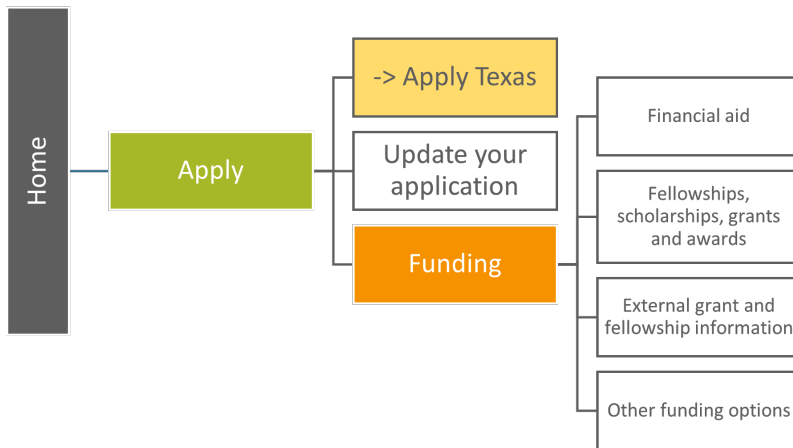 Home
Apply
-> Apply Texas
Update your
application
Funding
Financial aid
Fellowships,
scholarships, grants
and awards
External grant and
fellowship information
Other funding options